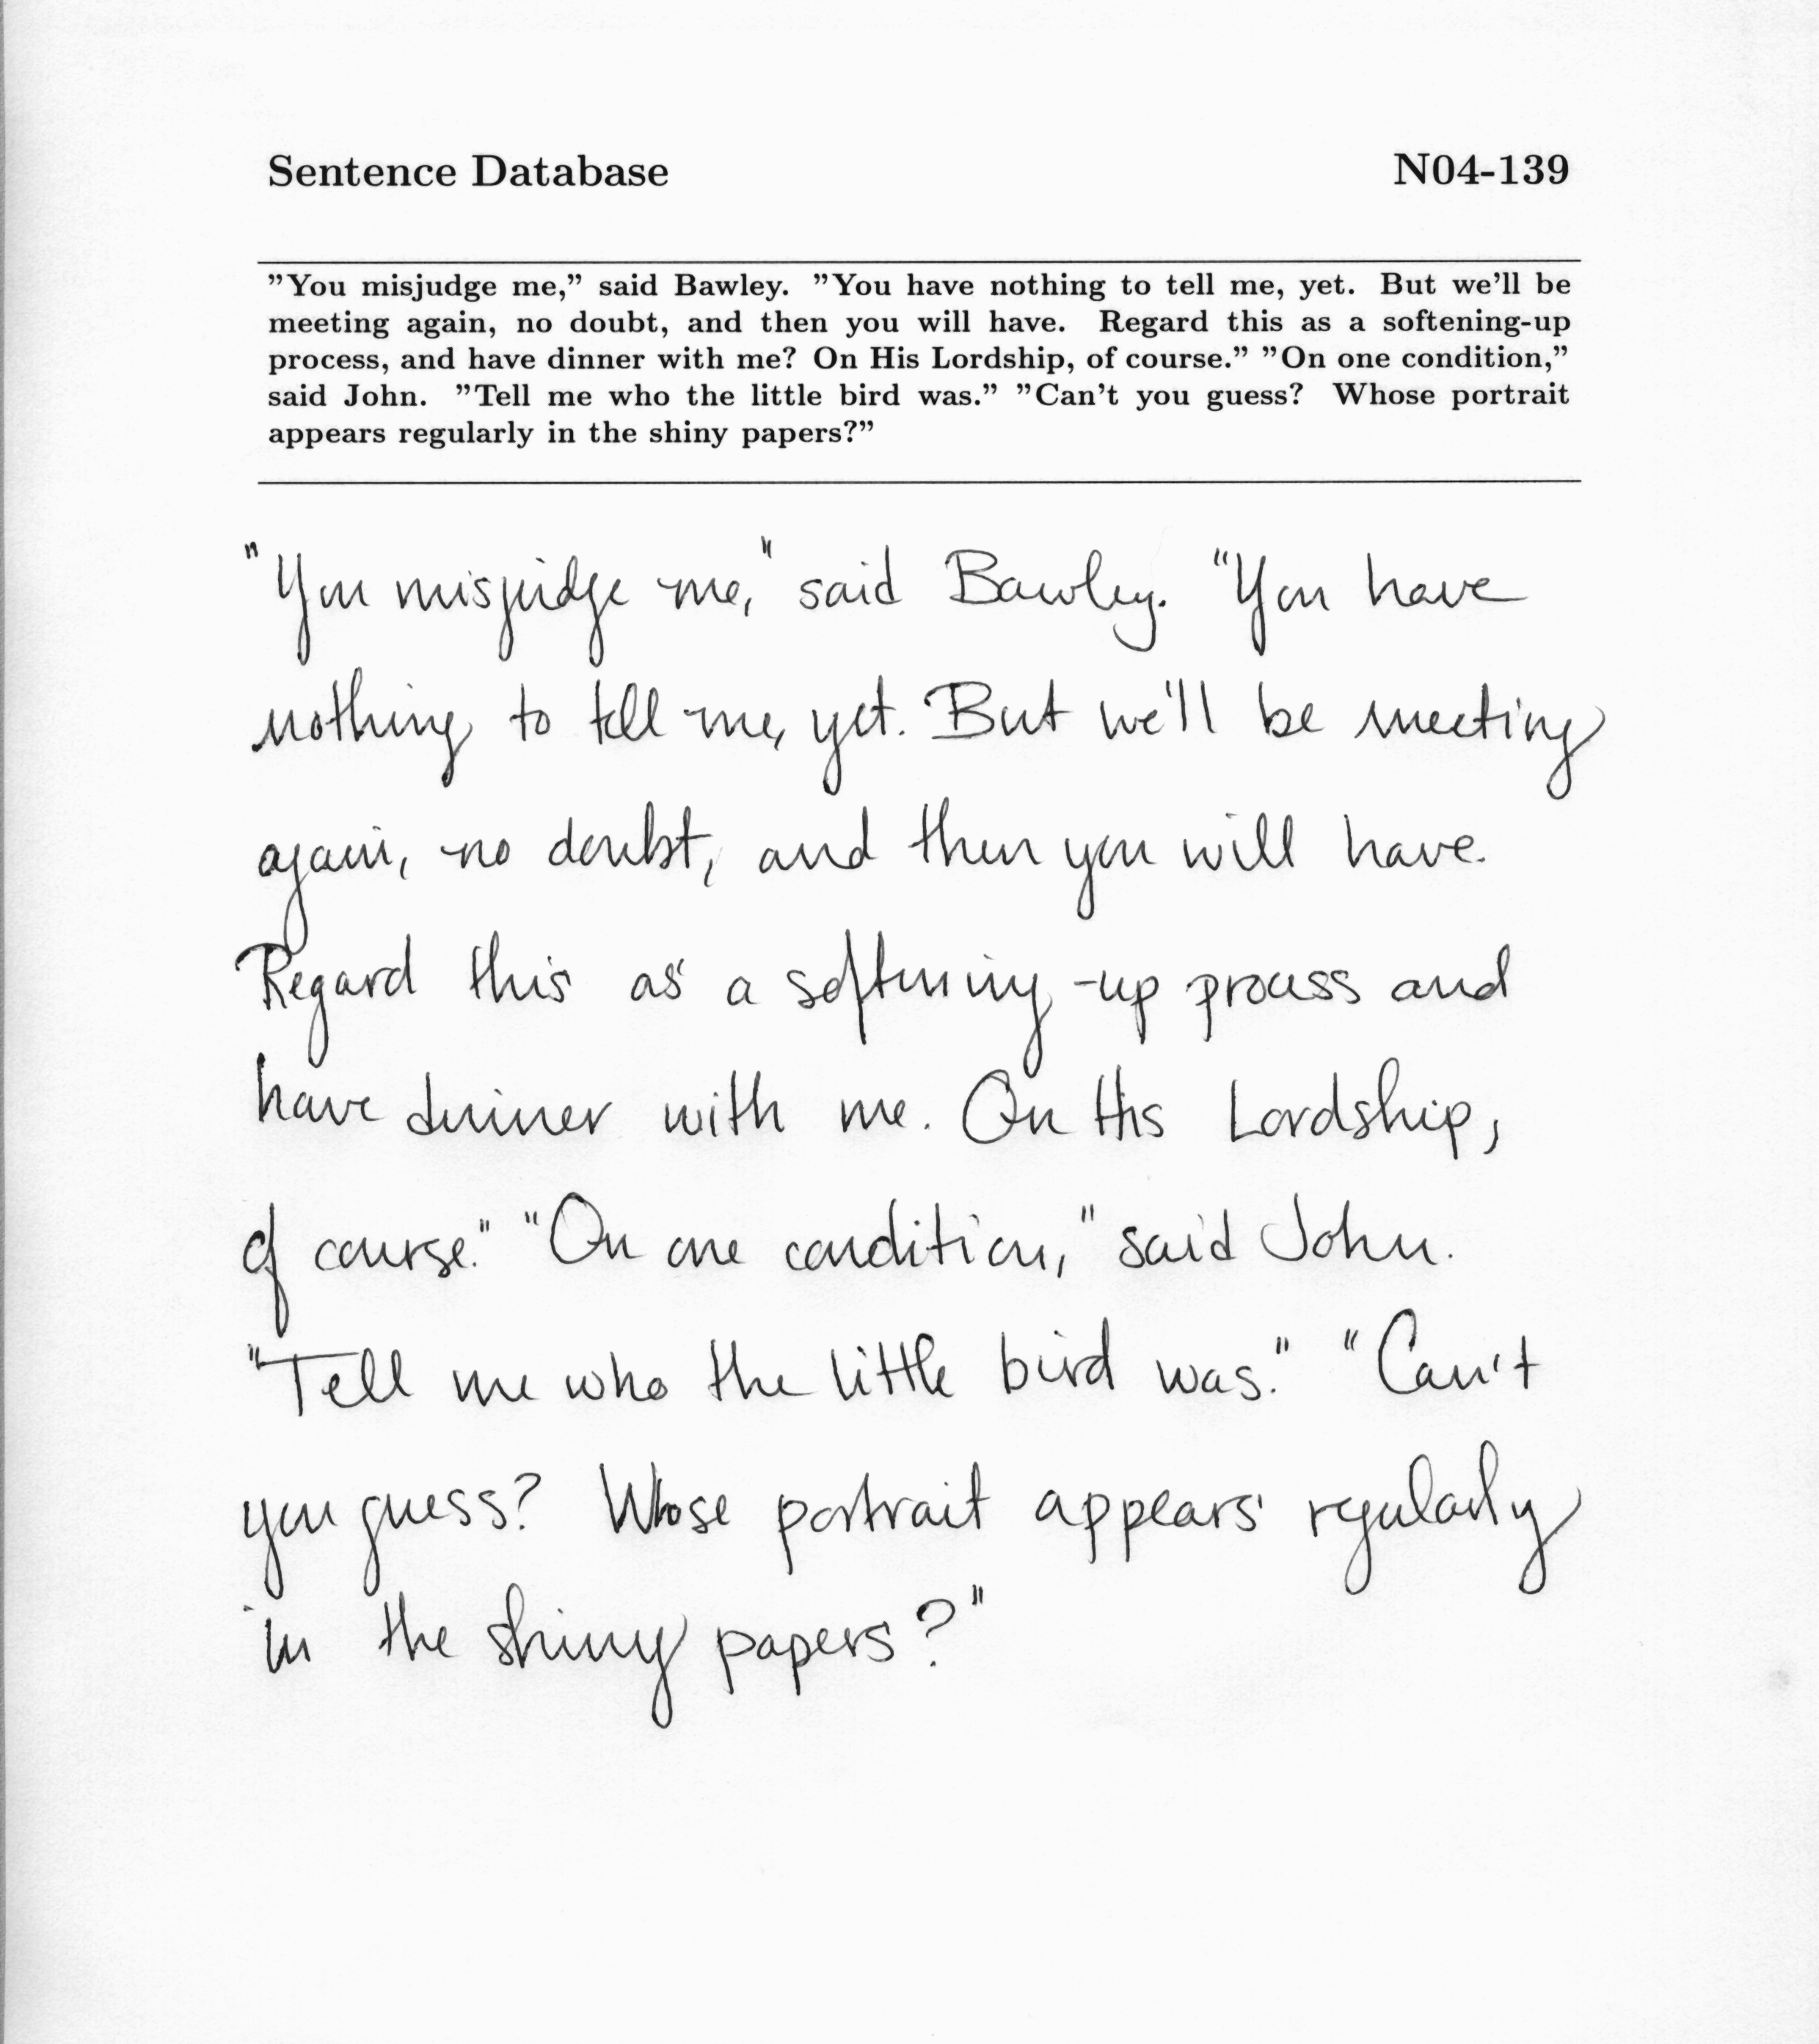 Sentence Database N04-139
”You misjudge me,” said Bawley. ”You have nothing to tell me, yet. But we’ll be
meeting again, no doubt, and then you will have. Regard this as a softening-up
process, and have dinner with me? On His Lordship, of course.” ”On one condition,”
said John. ”Tell me who the little bird was.” ”Can’t you guess? Whose portrait
appears regularly in the shiny papers?”
"You misjudge me," said Bawley. "You have
nothing to tell me, yet. But we'll be meeting
again, no doubt, and then you will have.
Regard this as a softening-up process and
have dinner with me. On His Lordship,
of course." "On one condition," said John.
"Tell me who the little bird was." "Can't
you guess? Whose portrait appears regularly
in the shiny papers?"